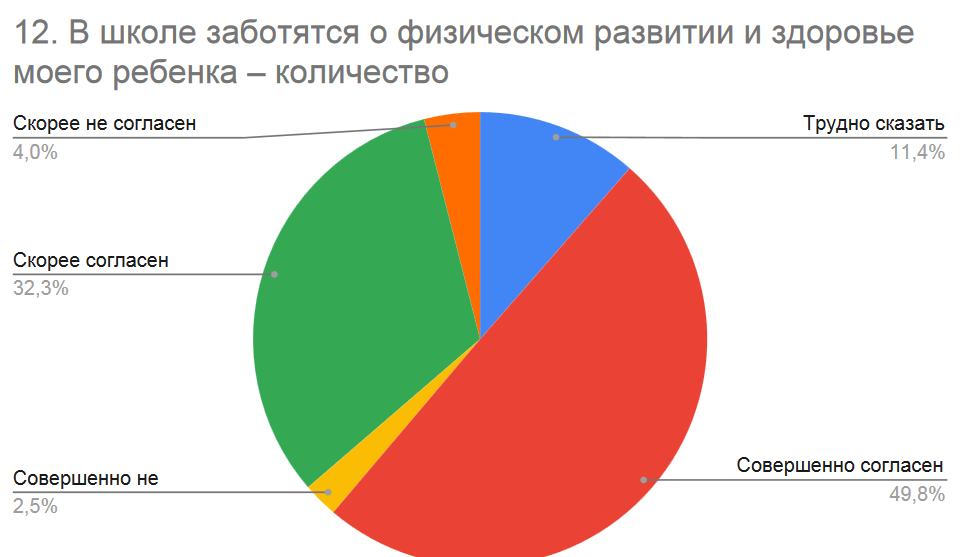 12. В школе заботятся о физическом развитии и здоровье
моего ребенка – количество
Скорее не согласен
4,0%
Трудно сказать
11,4%
Скорее согласен
32,3%
Совершенно согласен
49,8%
Совершенно не
2,5%